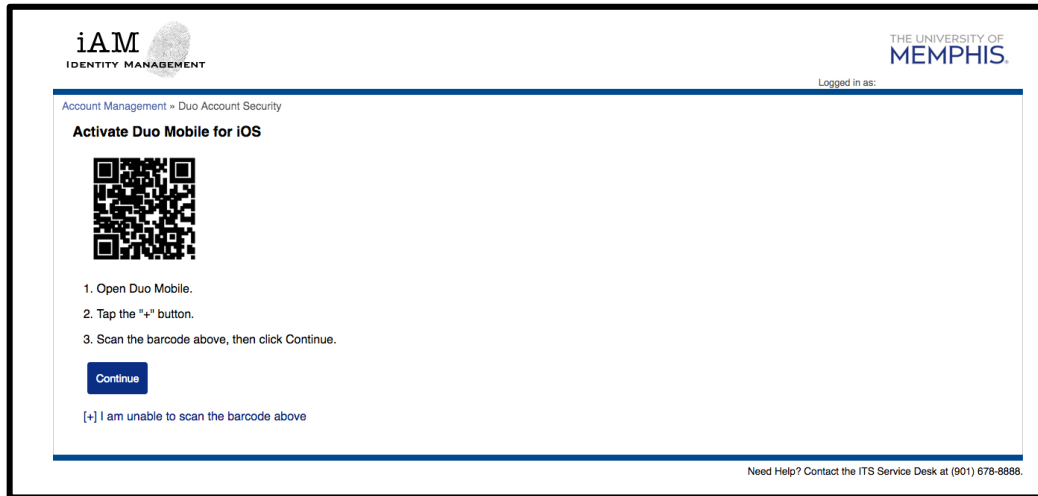 iAM
IDENTITY MANAGEMENT
THE UNIVERSITY OF
MEMPHIS.
Logged in as:
Account Management » Duo Account Security
Activate Duo Mobile for iOS
1. Open Duo Mobile.
2. Tap the "+" button.
3. Scan the barcode above, then click Continue.
Continue
[+] I am unable to scan the barcode above
Need Help? Contact the ITS Service Desk at (901) 678-8888.